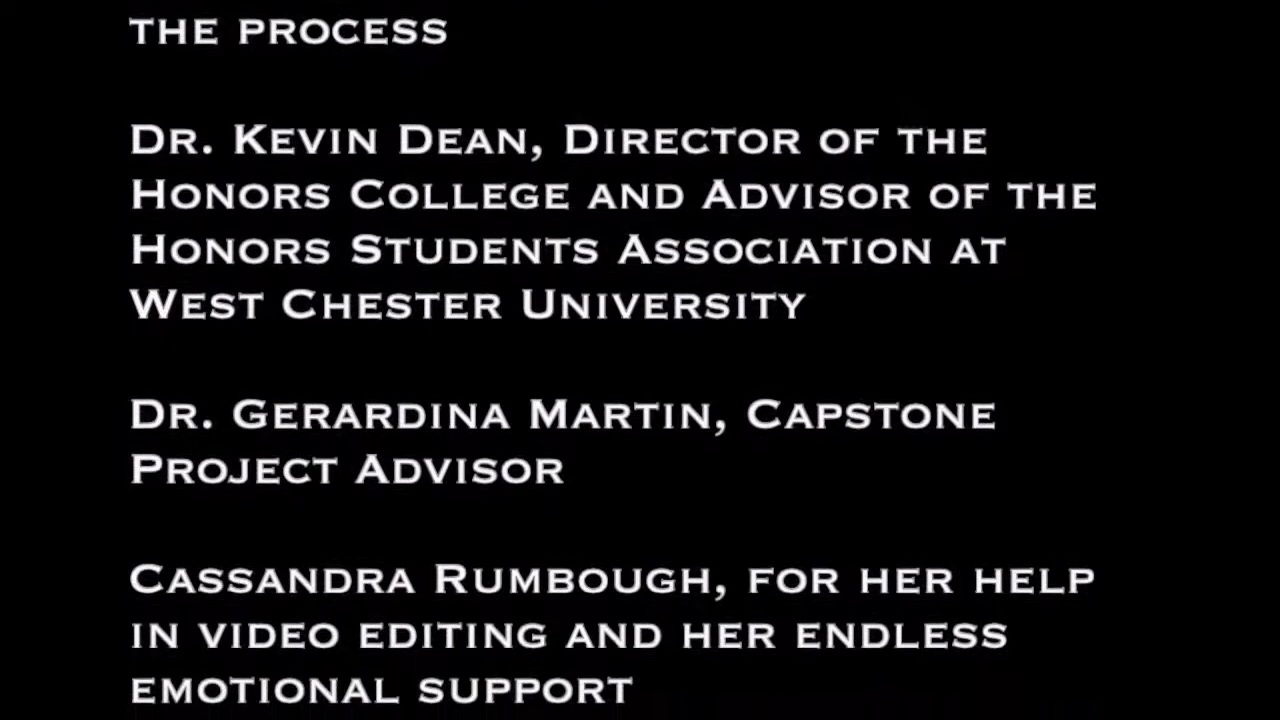 THE PROCESS
DR. KEVIN DEAN, DIRECTOR OF THE
HONORS COLLEGE AND ADVISOR OF THE
HONORS STUDENTS ASSOCIATION AT
WEST CHESTER UNIVERSITY
DR. GERARDINA MARTIN, CAPSTONE
PROJECT ADVISOR
CASSANDRA RUMBOUGH, FOR HER HELP
IN VIDEO EDITING AND HER ENDLESS
EMOTIONAL SUPPORT